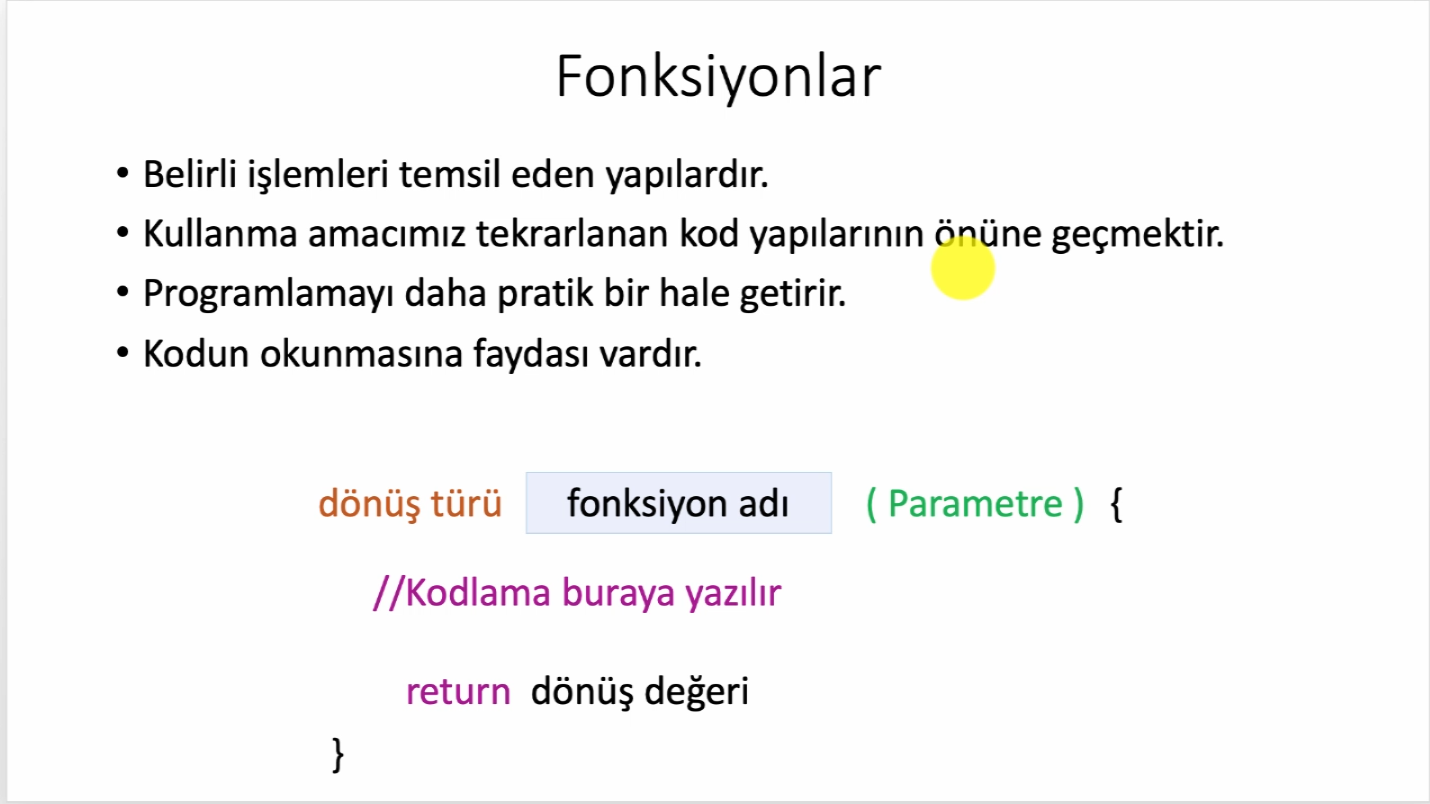 Fonksiyonlar
• Belirli işlemleri temsil eden yapılardır.
• Kullanma amacımız tekrarlanan kod yapılarının önüne geçmektir.
• Programlamayı daha pratik bir hale getirir.
• Kodun okunmasına faydası vardır.
dönüş türü fonksiyon adı ( Parametre ) {
//Kodlama buraya yazılır
return dönüş değeri
}